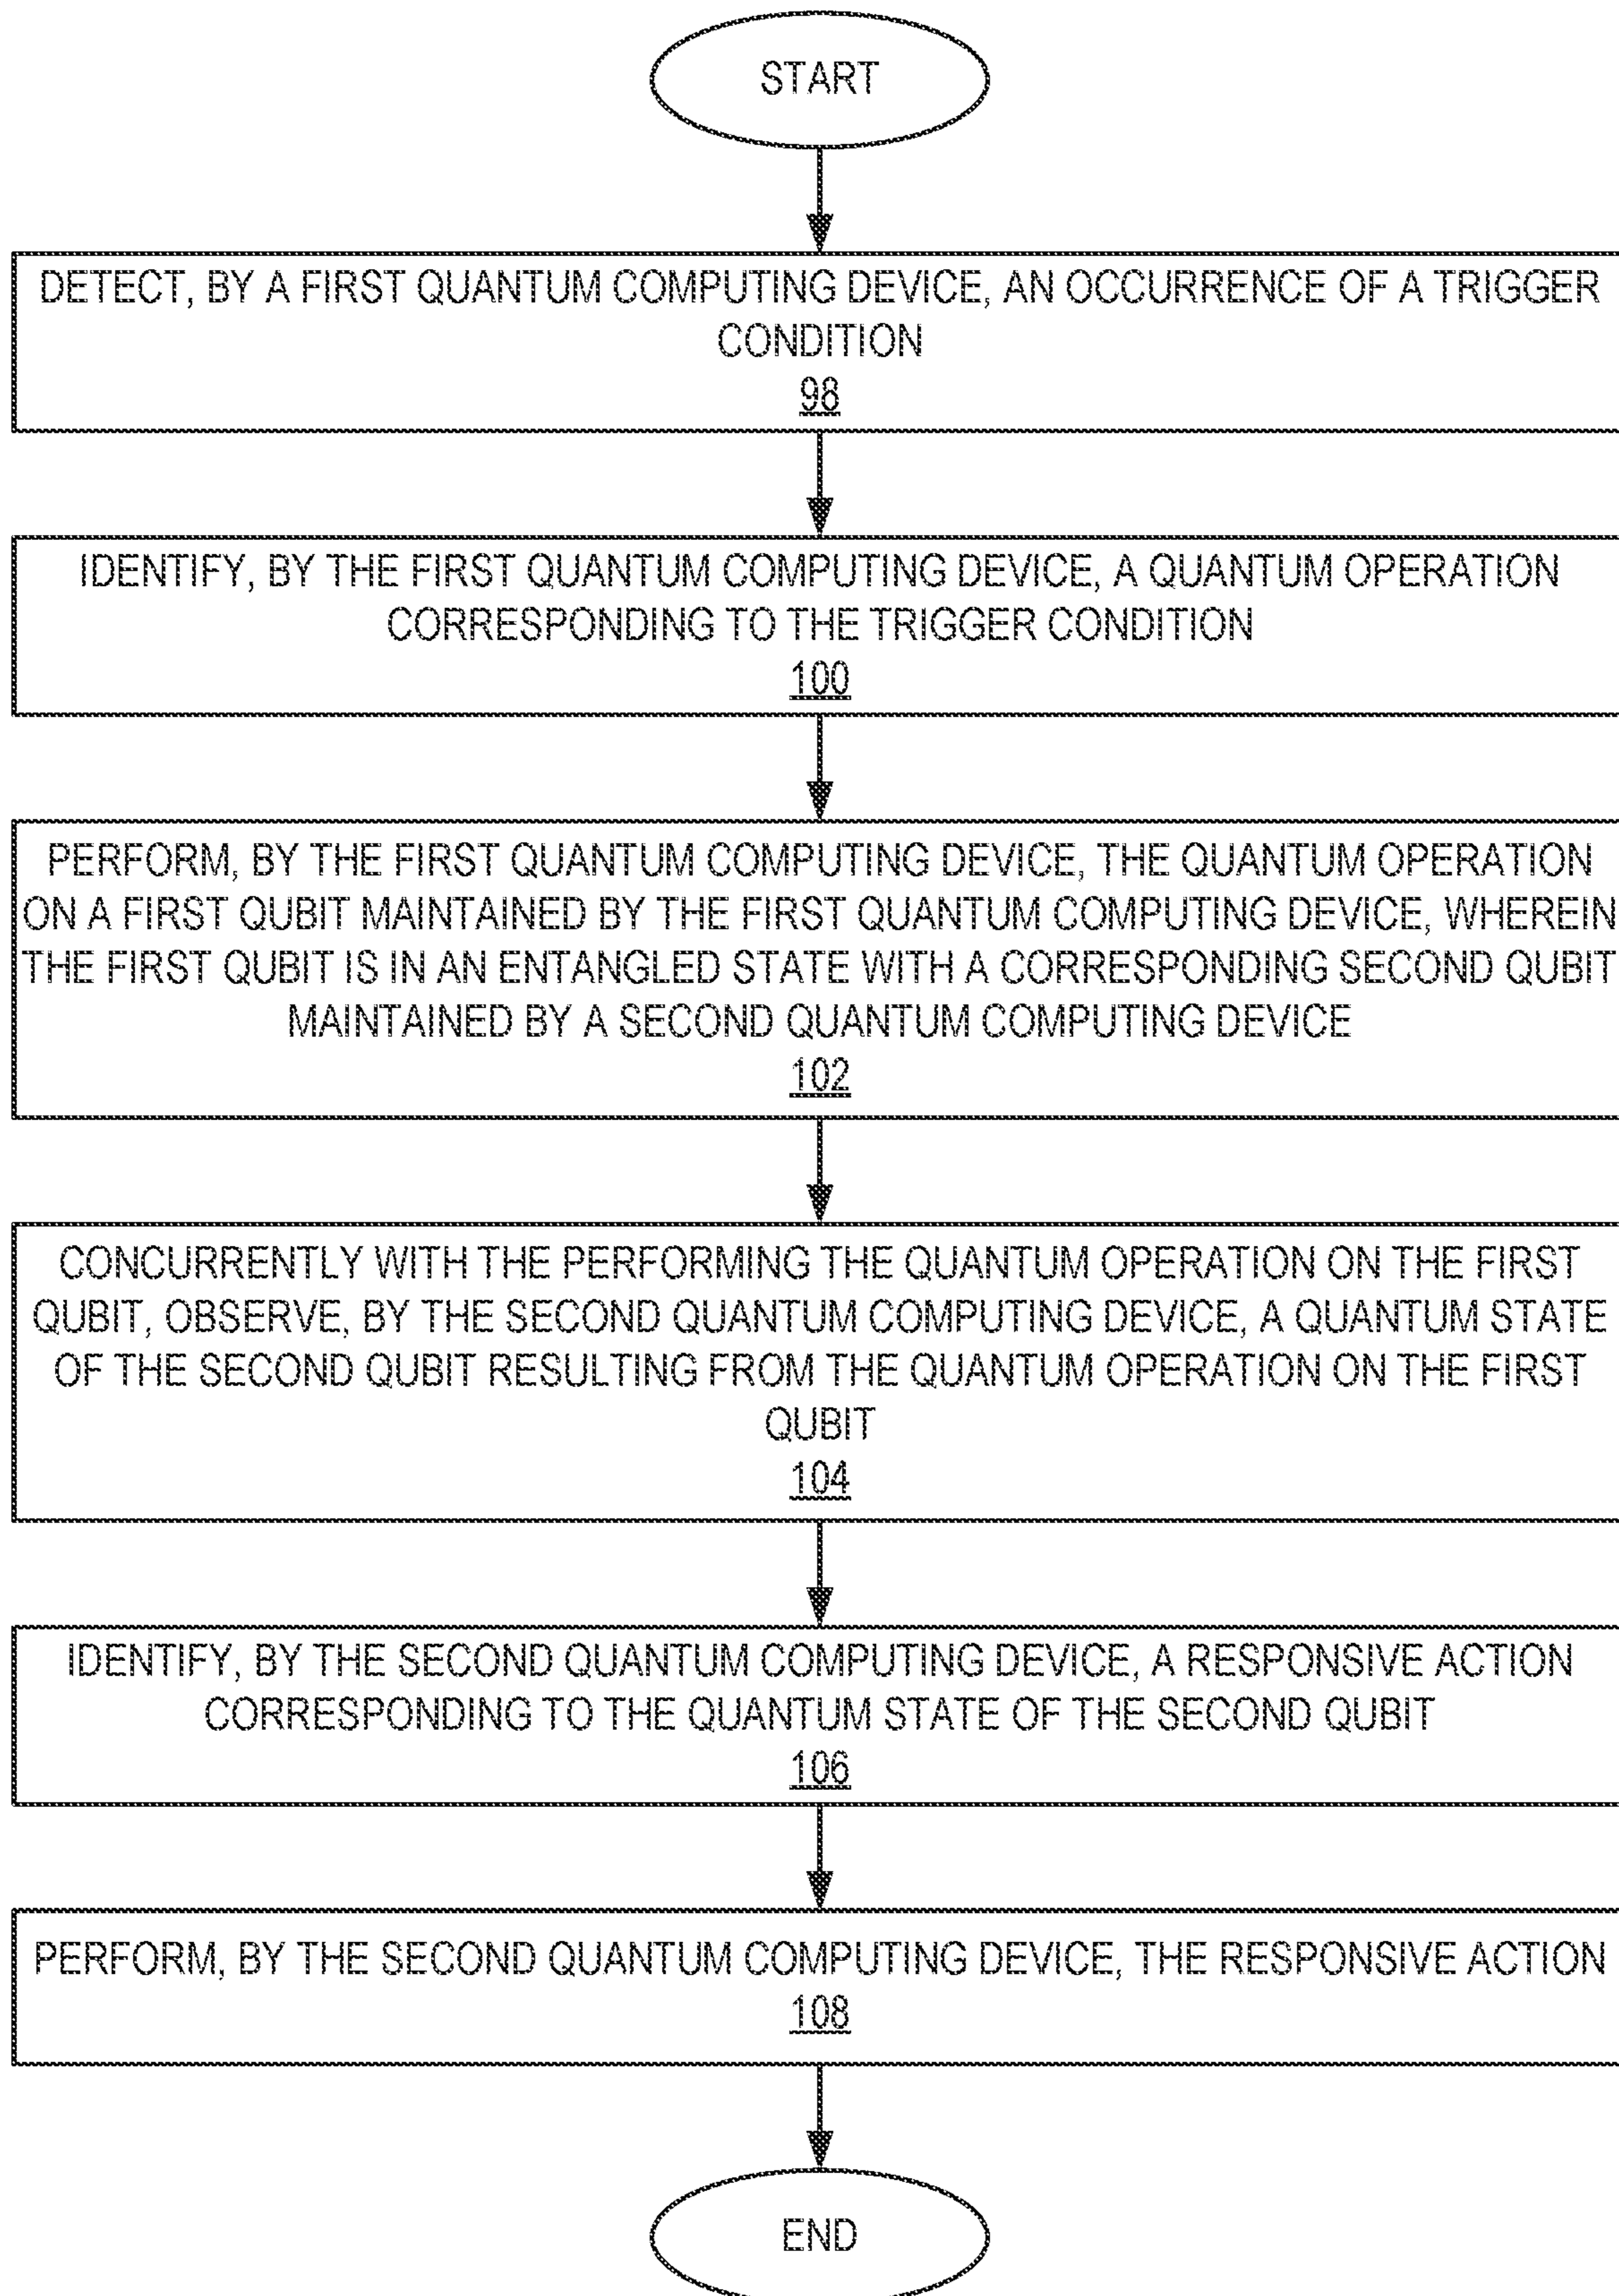 START
DETECT, BY A FIRST QUANTUM COMPUTING DEVICE, AN OCCURRENCE OF A TRIGGER
CONDITION
98
IDENTIFY, BY THE FIRST QUANTUM COMPUTING DEVICE, A QUANTUM OPERATION
CORRESPONDING TO THE TRIGGER CONDITION
100
PERFORM, BY THE FIRST QUANTUM COMPUTING DEVICE, THE QUANTUM OPERATION
ON A FIRST QUBIT MAINTAINED BY THE FIRST QUANTUM COMPUTING DEVICE, WHEREIN
THE FIRST QUBIT IS IN AN ENTANGLED STATE WITH A CORRESPONDING SECOND QUBIT
MAINTAINED BY A SECOND QUANTUM COMPUTING DEVICE
102
CONCURRENTLY WITH THE PERFORMING THE QUANTUM OPERATION ON THE FIRST
QUBIT, OBSERVE, BY THE SECOND QUANTUM COMPUTING DEVICE, A QUANTUM STATE
OF THE SECOND QUBIT RESULTING FROM THE QUANTUM OPERATION ON THE FIRST
QUBIT
104
IDENTIFY, BY THE SECOND QUANTUM COMPUTING DEVICE, A RESPONSIVE ACTION
CORRESPONDING TO THE QUANTUM STATE OF THE SECOND QUBIT
106
PERFORM, BY THE SECOND QUANTUM COMPUTING DEVICE, THE RESPONSIVE ACTION
108
END